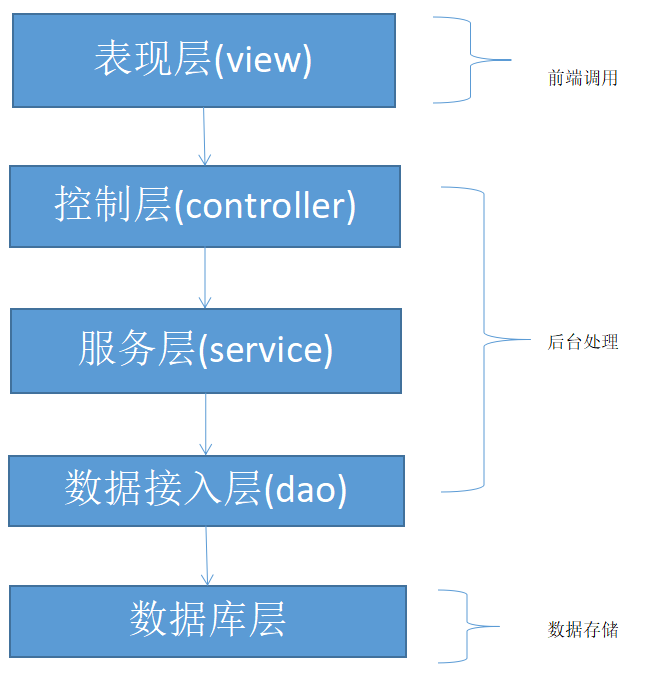 表现层(view)
前端调用
控制层(controller)
服务层(service)
后台处理
数据接入层(dao)
数据库层
数据存储